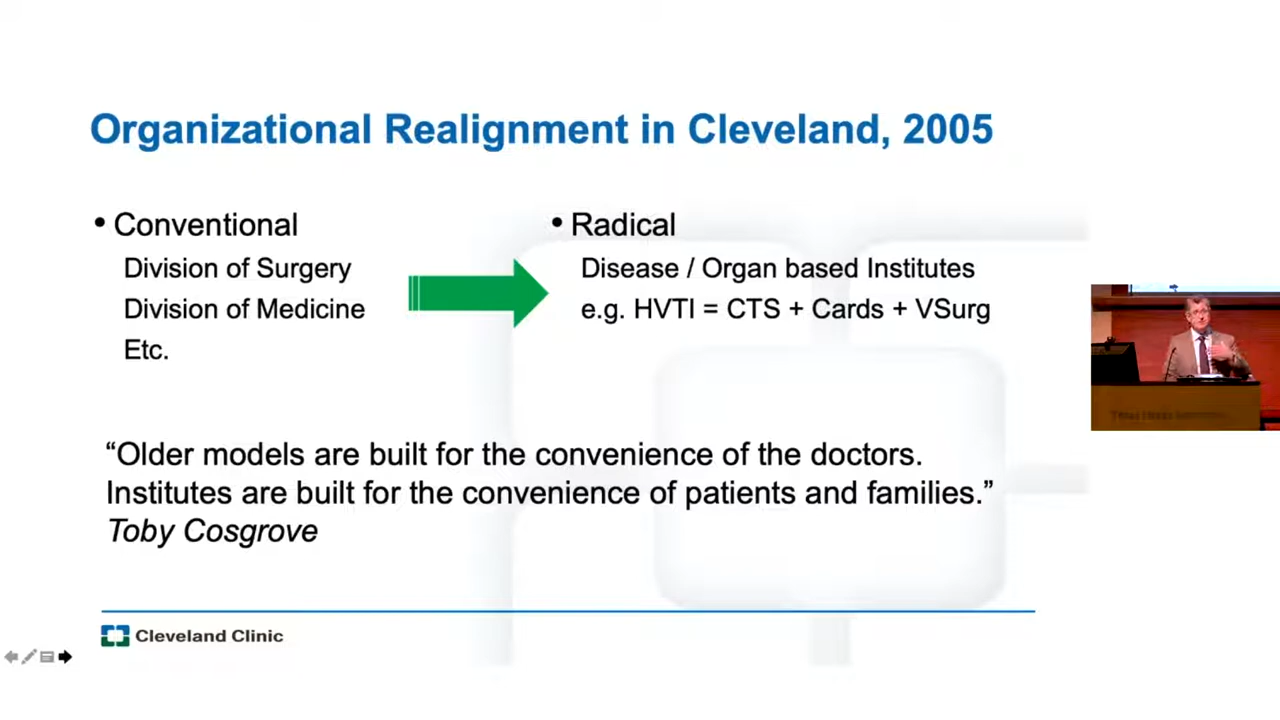 Organizational Realignment in Cleveland, 2005
• Conventional
Division of Surgery
Division of Medicine
Etc.
• Radical
Disease / Organ based Institutes
e.g. HVTI = CTS + Cards + VSurg
“Older models are built for the convenience of the doctors.
Institutes are built for the convenience of patients and families.”
Toby Cosgrove
Cleveland Clinic